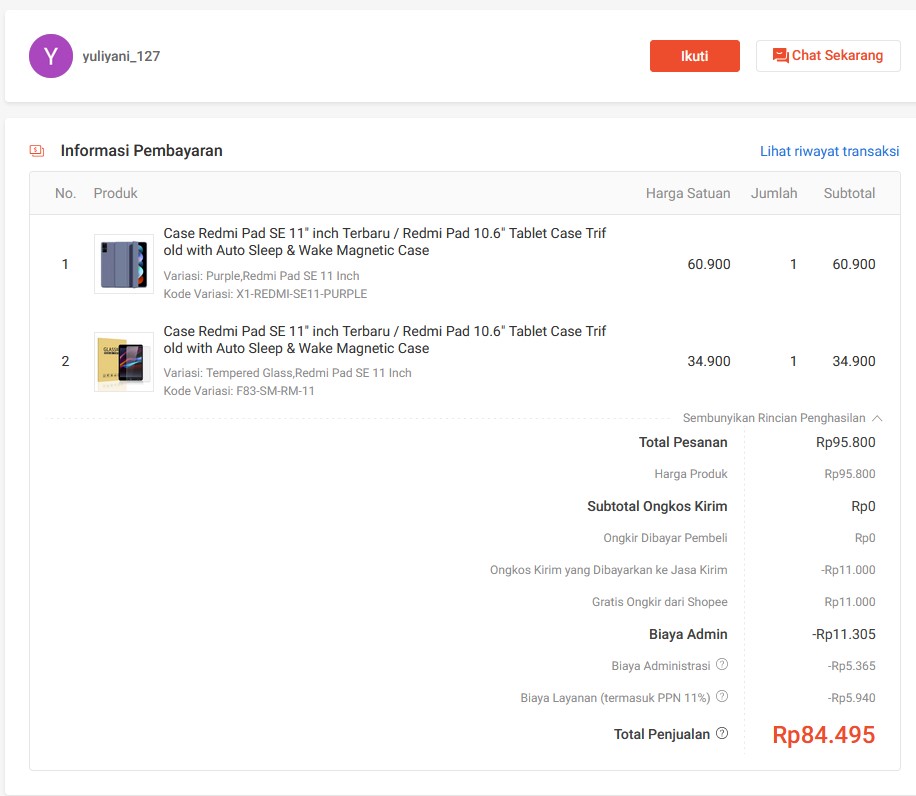 Y
yuliyani_127
Ikuti
Chat Sekarang
Informasi Pembayaran
Lihat riwayat transaksi
No. Produk Harga Satuan Jumlah Subtotal
1
Case Redmi Pad SE 11" inch Terbaru / Redmi Pad 10.6" Tablet Case Trif
old with Auto Sleep & Wake Magnetic Case
Variasi: Purple,Redmi Pad SE 11 Inch
Kode Variasi: X1-REDMI-SE11-PURPLE
60.900 1 60.900
2
Case Redmi Pad SE 11" inch Terbaru / Redmi Pad 10.6" Tablet Case Trif
old with Auto Sleep & Wake Magnetic Case
Variasi: Tempered Glass,Redmi Pad SE 11 Inch
Kode Variasi: F83-SM-RM-11
34.900 1 34.900
Sembunyikan Rincian Penghasilan
Total Pesanan Rp95.800
Harga Produk Rp95.800
Subtotal Ongkos Kirim Rp0
Ongkir Dibayar Pembeli Rp0
Ongkos Kirim yang Dibayarkan ke Jasa Kirim -Rp11.000
Gratis Ongkir dari Shopee Rp11.000
Biaya Admin -Rp11.305
Biaya Administrasi ? -Rp5.365
Biaya Layanan (termasuk PPN 11%) ? -Rp5.940
Total Penjualan ? Rp84.495